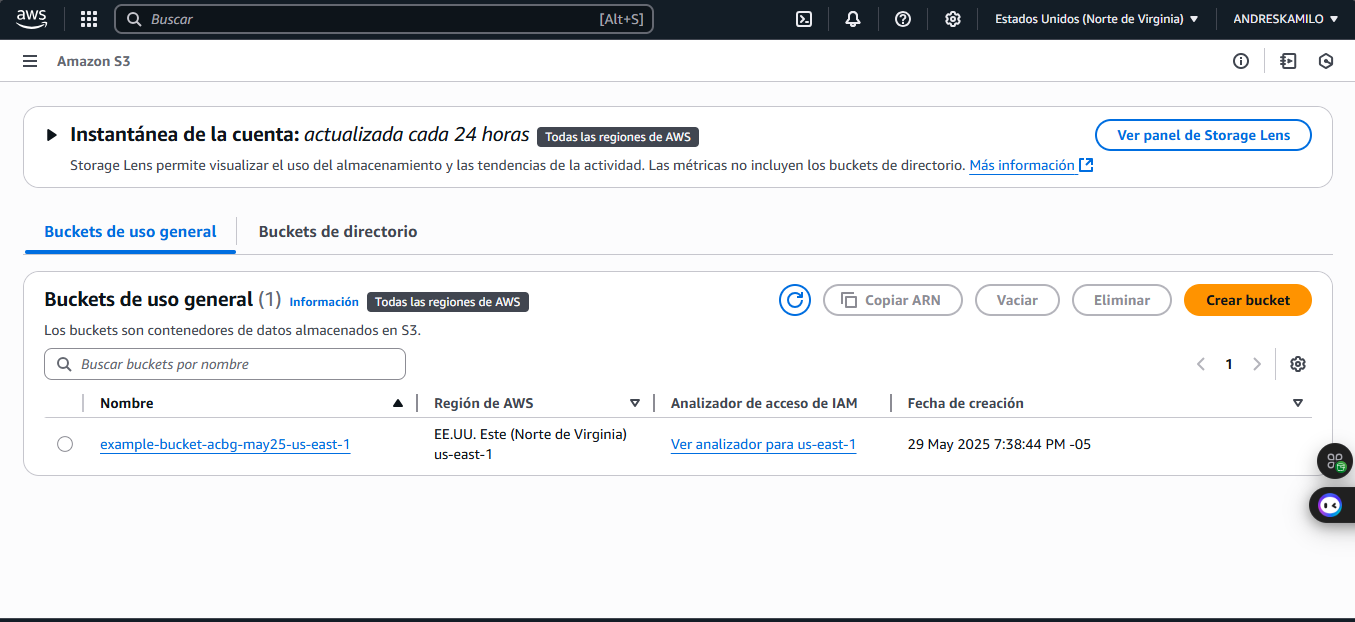 aws
Buscar [Alt+S]
Estados Unidos (Norte de Virginia)
ANDRESKAMILO
Amazon S3
Instantánea de la cuenta: actualizada cada 24 horas Todas las regiones de AWS
Ver panel de Storage Lens
Storage Lens permite visualizar el uso del almacenamiento y las tendencias de la actividad. Las métricas no incluyen los buckets de directorio. Más información
Buckets de uso general
Buckets de directorio
Buckets de uso general (1) Información Todas las regiones de AWS
Copiar ARN
Vaciar
Eliminar
Crear bucket
Los buckets son contenedores de datos almacenados en S3.
Buscar buckets por nombre
1
Nombre
Región de AWS
Analizador de acceso de IAM
Fecha de creación
example-bucket-acbg-may25-us-east-1
EE.UU. Este (Norte de Virginia)
us-east-1
Ver analizador para us-east-1
29 May 2025 7:38:44 PM -05